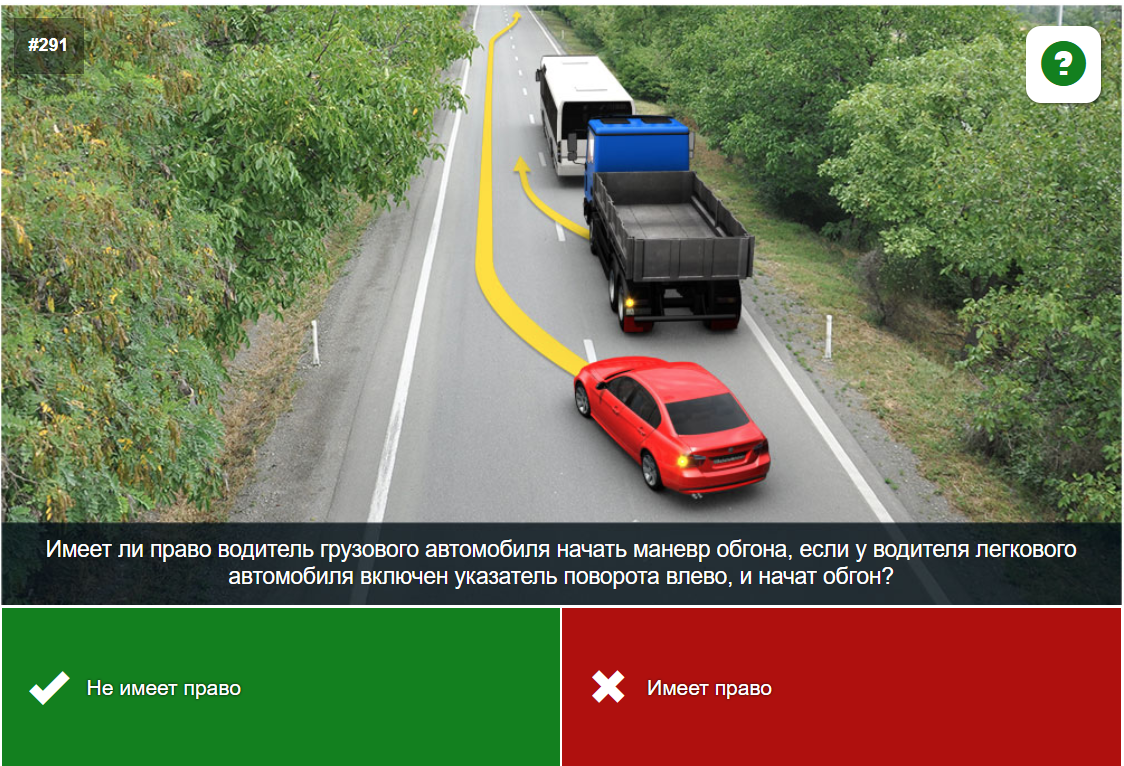 #291
?
Имеет ли право водитель грузового автомобиля начать маневр обгона, если у водителя легкового
автомобиля включен указатель поворота влево, и начат обгон?
Не имеет право
Имеет право